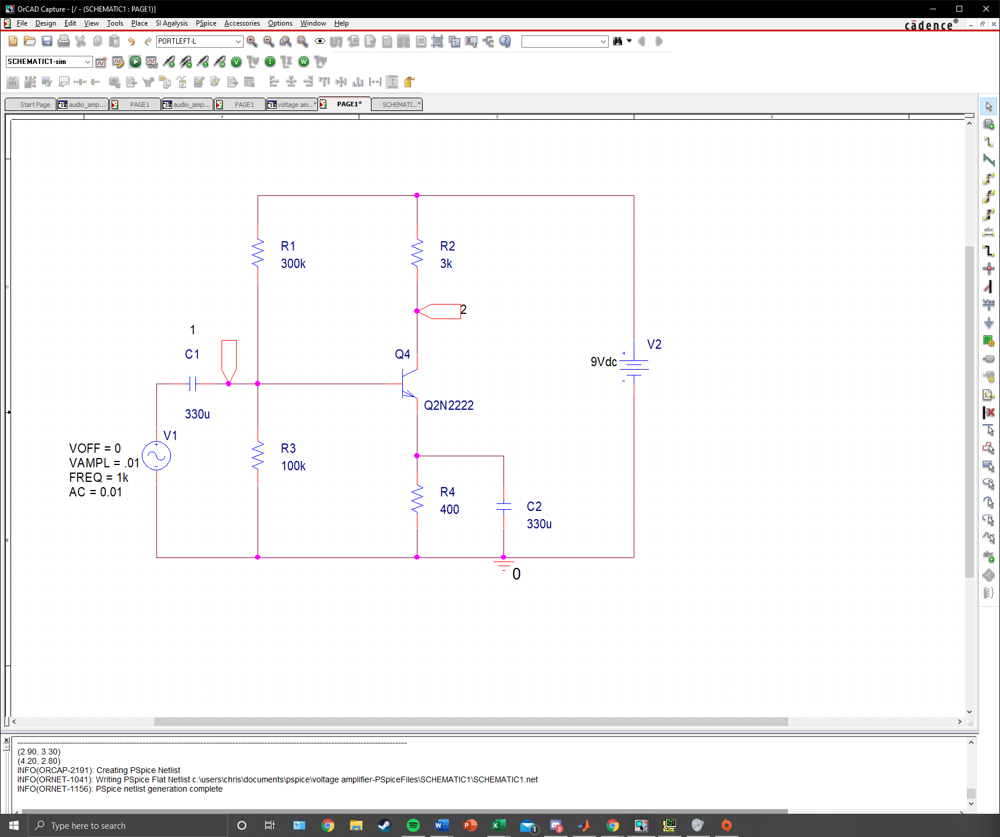 OrCAD Capture - [/ - (SCHEMATIC1 : PAGE1)]
File Design Edit View Tools Place SI Analysis PSpice Accessories Options Window Help
cādence®
PORTLEFT-L
SCHEMATIC1-sim
Start Page
audio_amp...
PAGE1
audio_amp...
PAGE1
voltage am..*
PAGE1*
SCHEMATI..*
4
3
2
C
B
R1
300k
R2
3k
2
1
C1
330u
Q4
Q2N2222
V2
9Vdc
+
-
V1
VOFF = 0
VAMPL = .01
FREQ = 1k
AC = 0.01
R3
100k
R4
400
C2
330u
0
(2.90, 3.30)
(4.20, 2.80)
INFO(ORCAP-2191): Creating PSpice Netlist
INFO(ORNET-1041): Writing PSpice Flat Netlist c:\users\chris\documents\pspice\voltage amplifier-PSpiceFiles\SCHEMATIC1\SCHEMATIC1.net
INFO(ORNET-1156): PSpice netlist generation complete
Type here to search
1
3